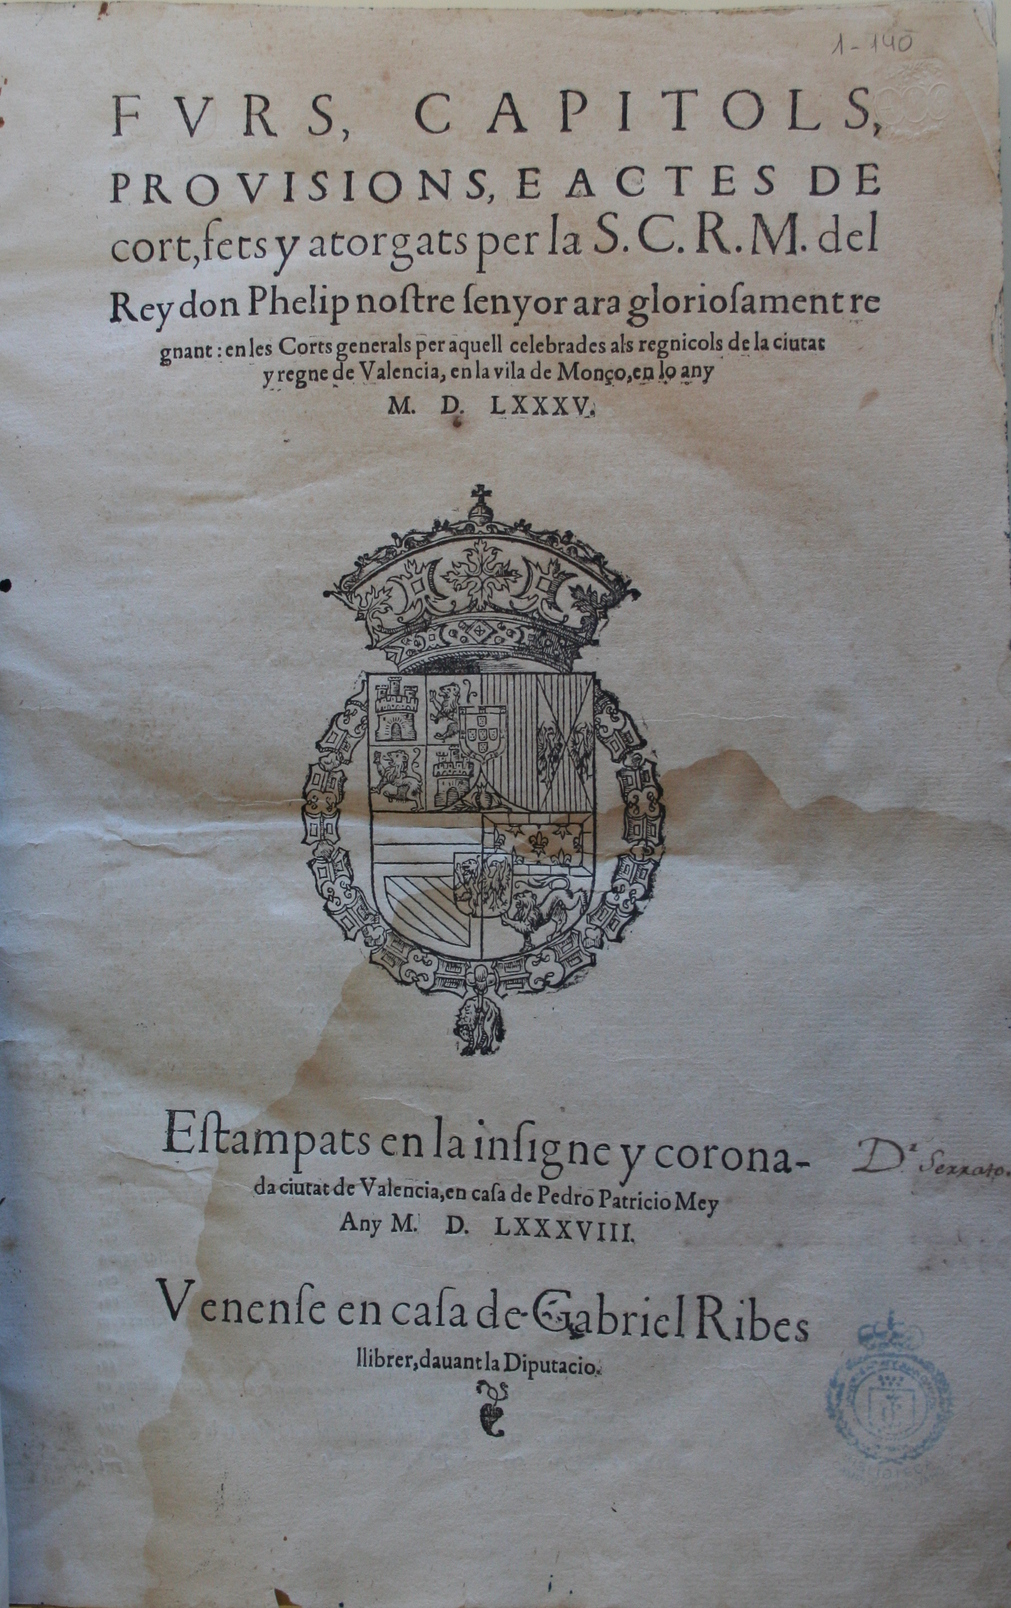 1-140
FVRS, CAPITOLS,
PROVISIONS, E ACTES DE
cort, fets y atorgats per la S. C. R. M. del
Rey don Phelip noſtre ſenyor ara glorioſament re
gnant : en les Corts generals per aquell celebrades als regnicols de la ciutat
y regne de Valencia, en la vila de Monço, en lo any
M. D. LXXXV.
Eſtampats en la inſigne y corona-
da ciutat de Valencia, en caſa de Pedro Patricio Mey
Any M. D. LXXXVIII.
Venenſe en caſa de Gabriel Ribes
llibrer, dauant la Diputacio.
Dr Serrato.